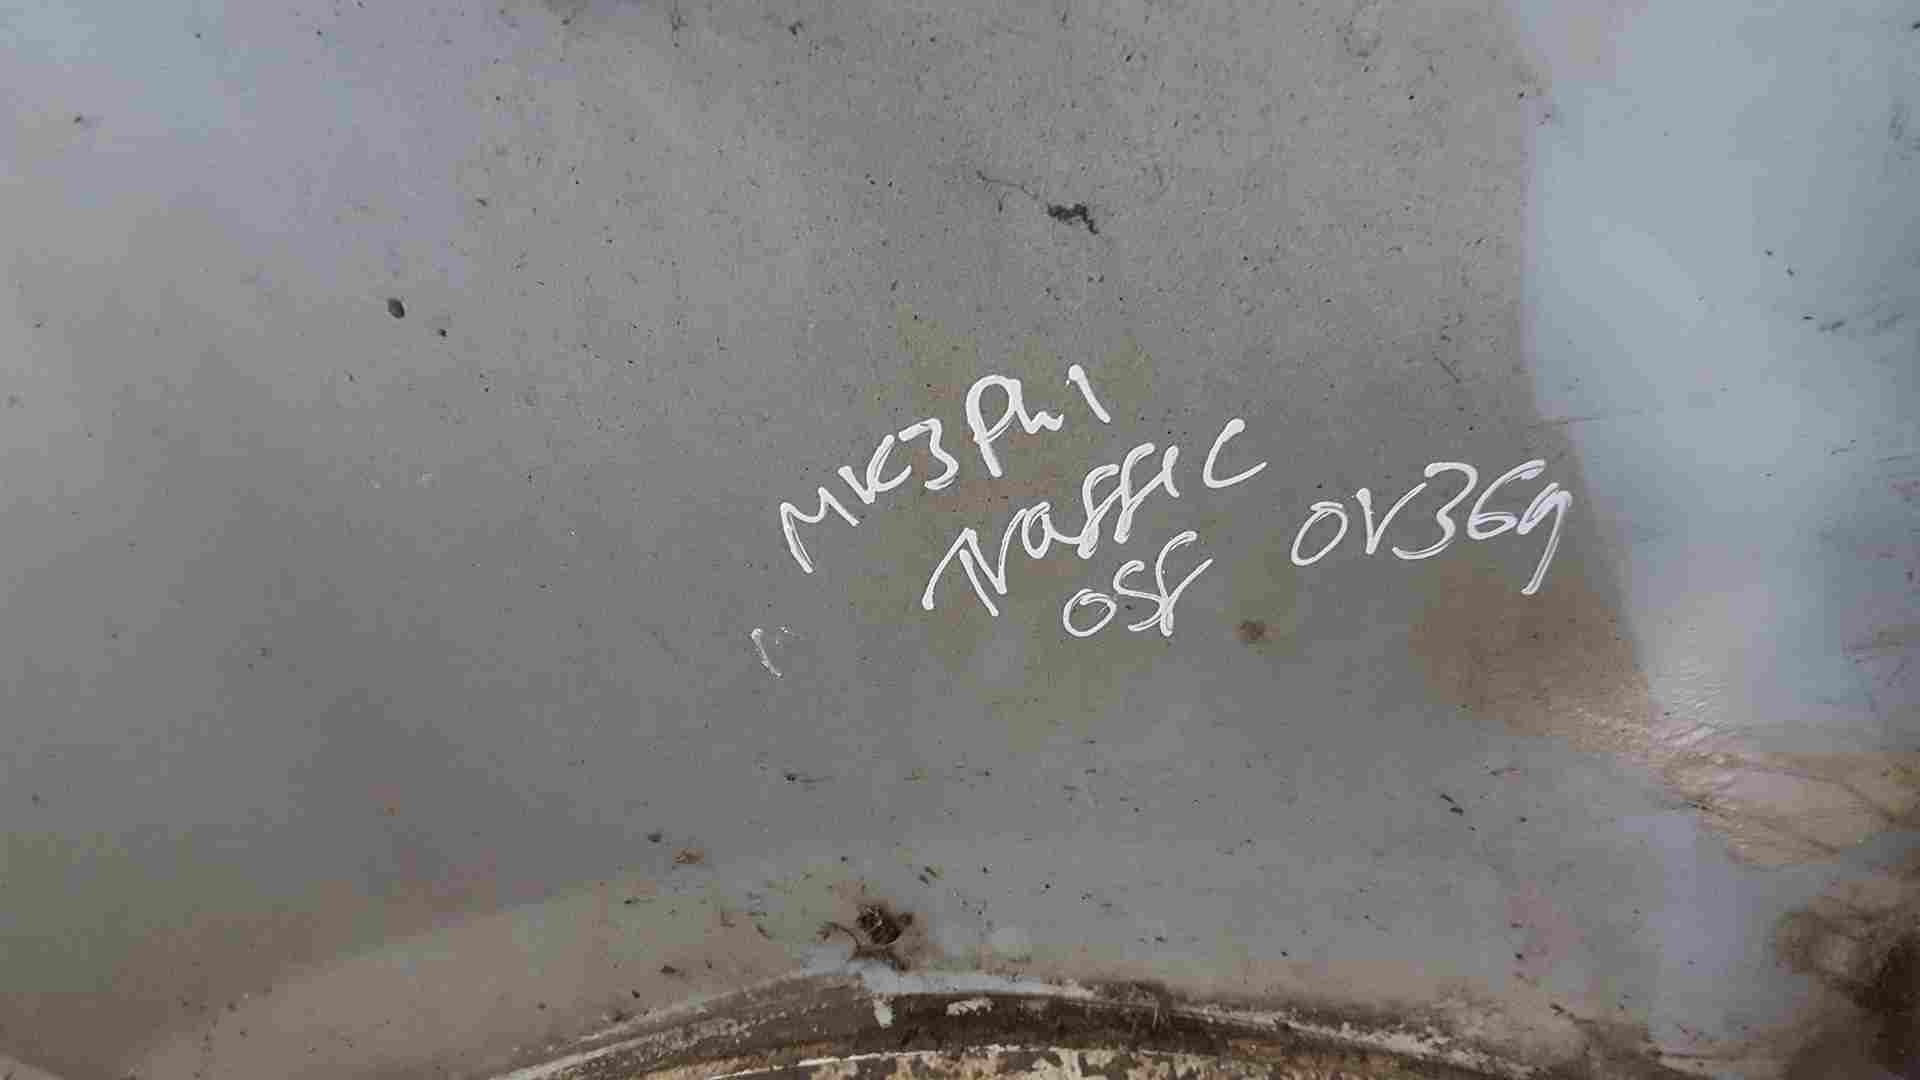 MK3 Ph1
Traffic
OSF OV369